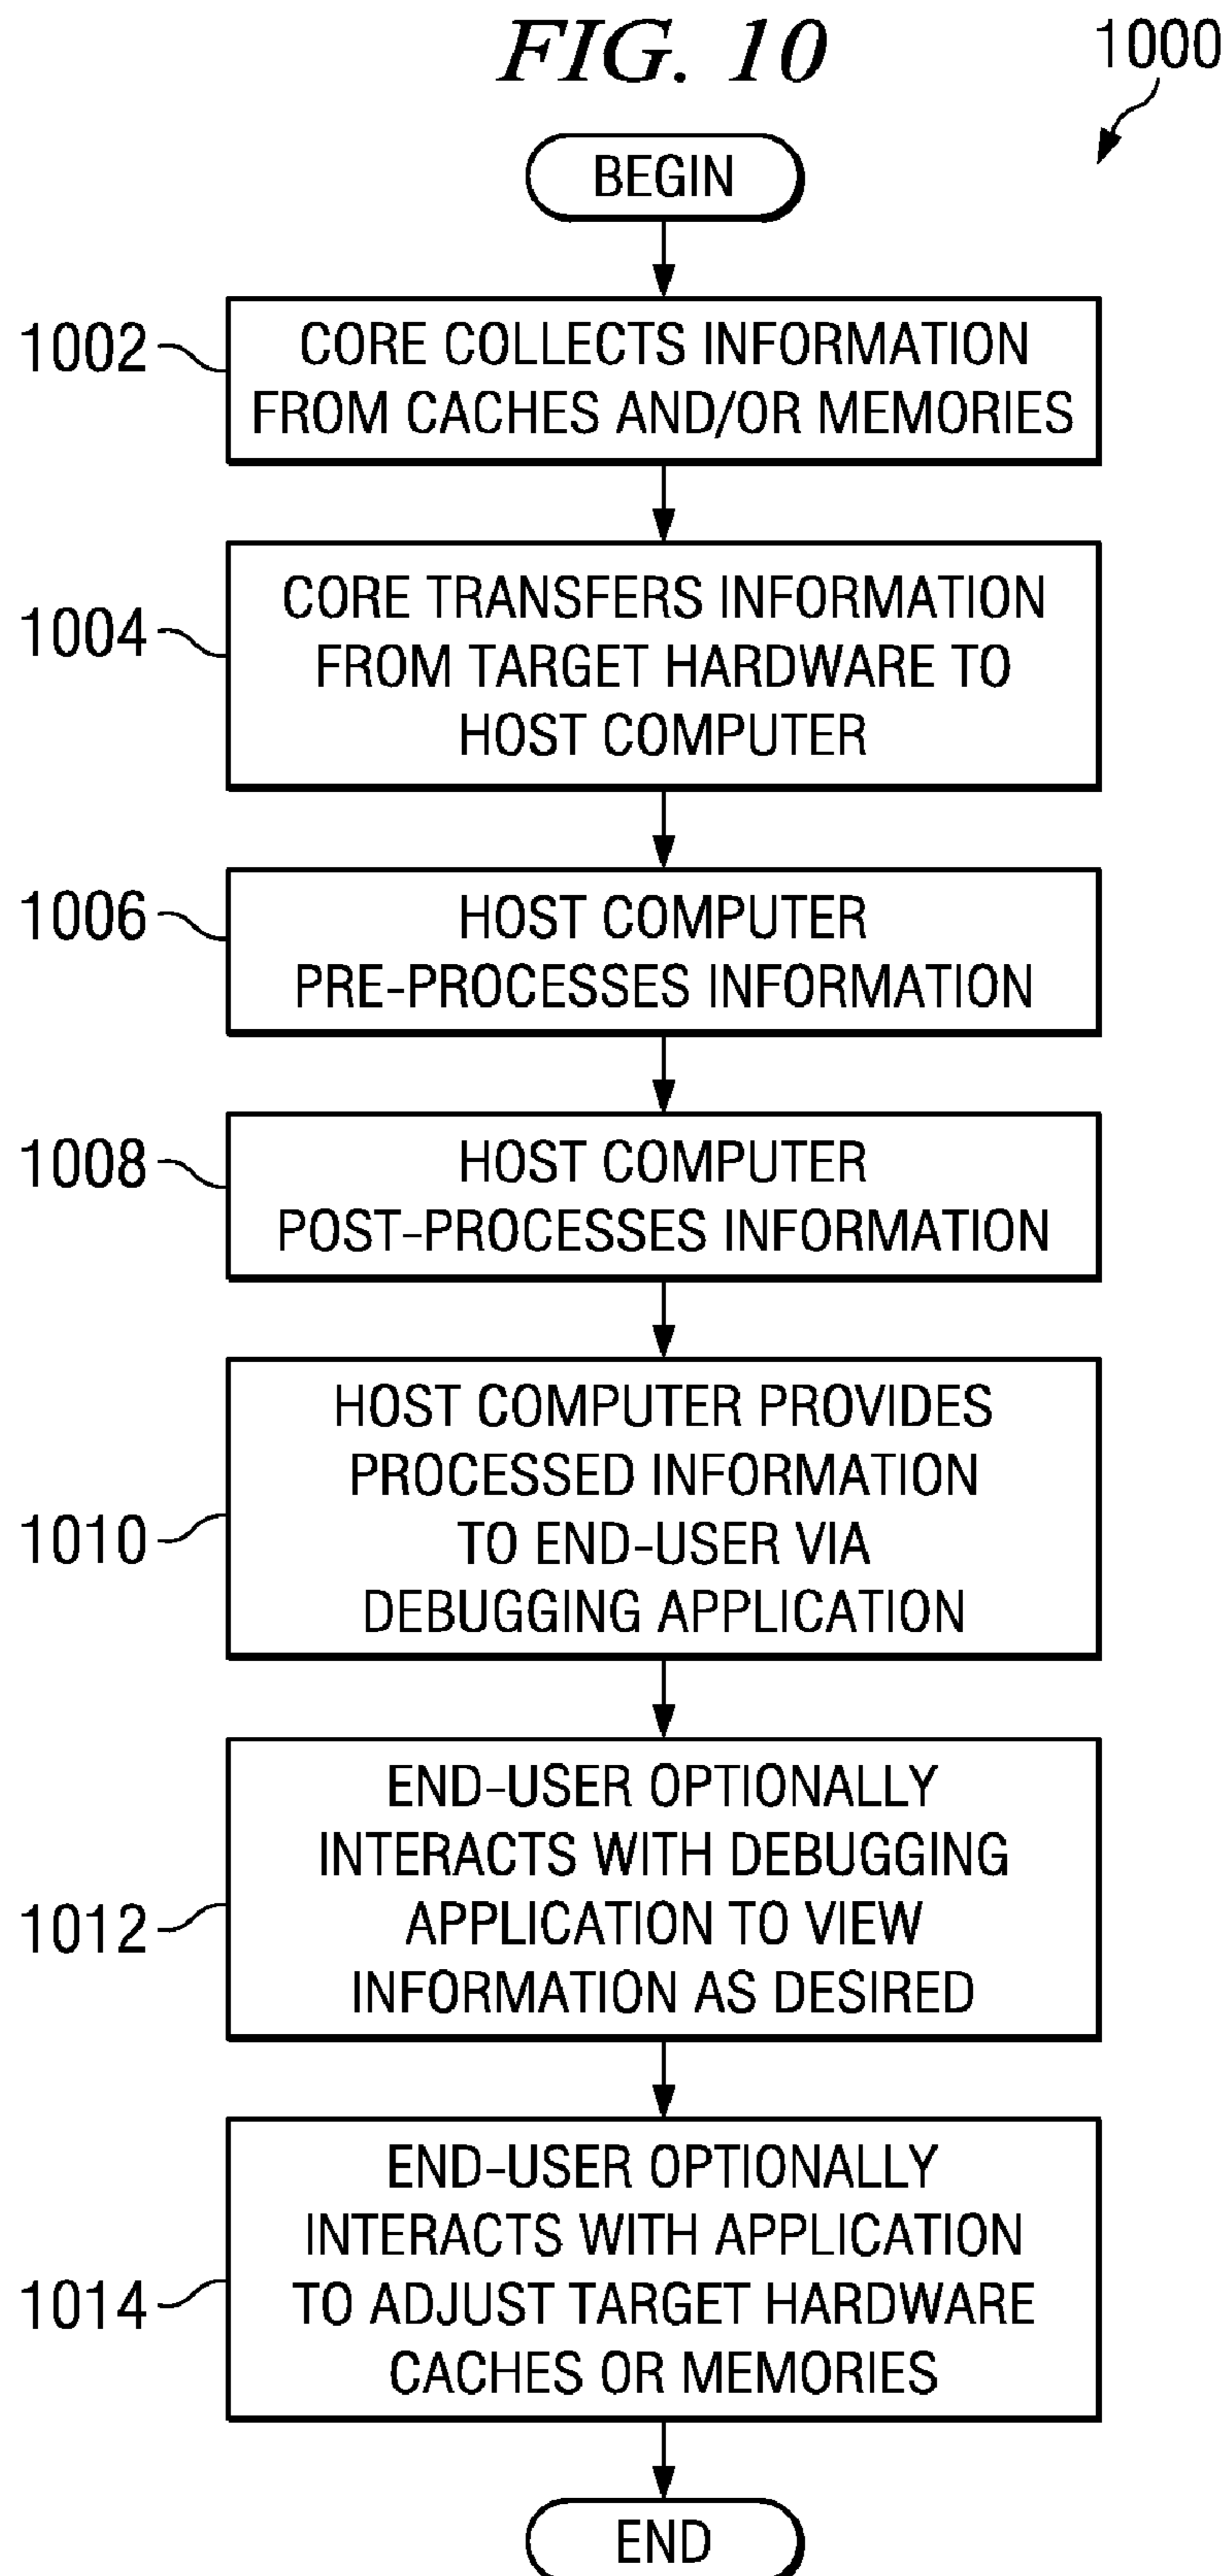 FIG. 10
1000
BEGIN
1002
CORE COLLECTS INFORMATION
FROM CACHES AND/OR MEMORIES
1004
CORE TRANSFERS INFORMATION
FROM TARGET HARDWARE TO
HOST COMPUTER
1006
HOST COMPUTER
PRE-PROCESSES INFORMATION
1008
HOST COMPUTER
POST-PROCESSES INFORMATION
1010
HOST COMPUTER PROVIDES
PROCESSED INFORMATION
TO END-USER VIA
DEBUGGING APPLICATION
1012
END-USER OPTIONALLY
INTERACTS WITH DEBUGGING
APPLICATION TO VIEW
INFORMATION AS DESIRED
1014
END-USER OPTIONALLY
INTERACTS WITH APPLICATION
TO ADJUST TARGET HARDWARE
CACHES OR MEMORIES
END